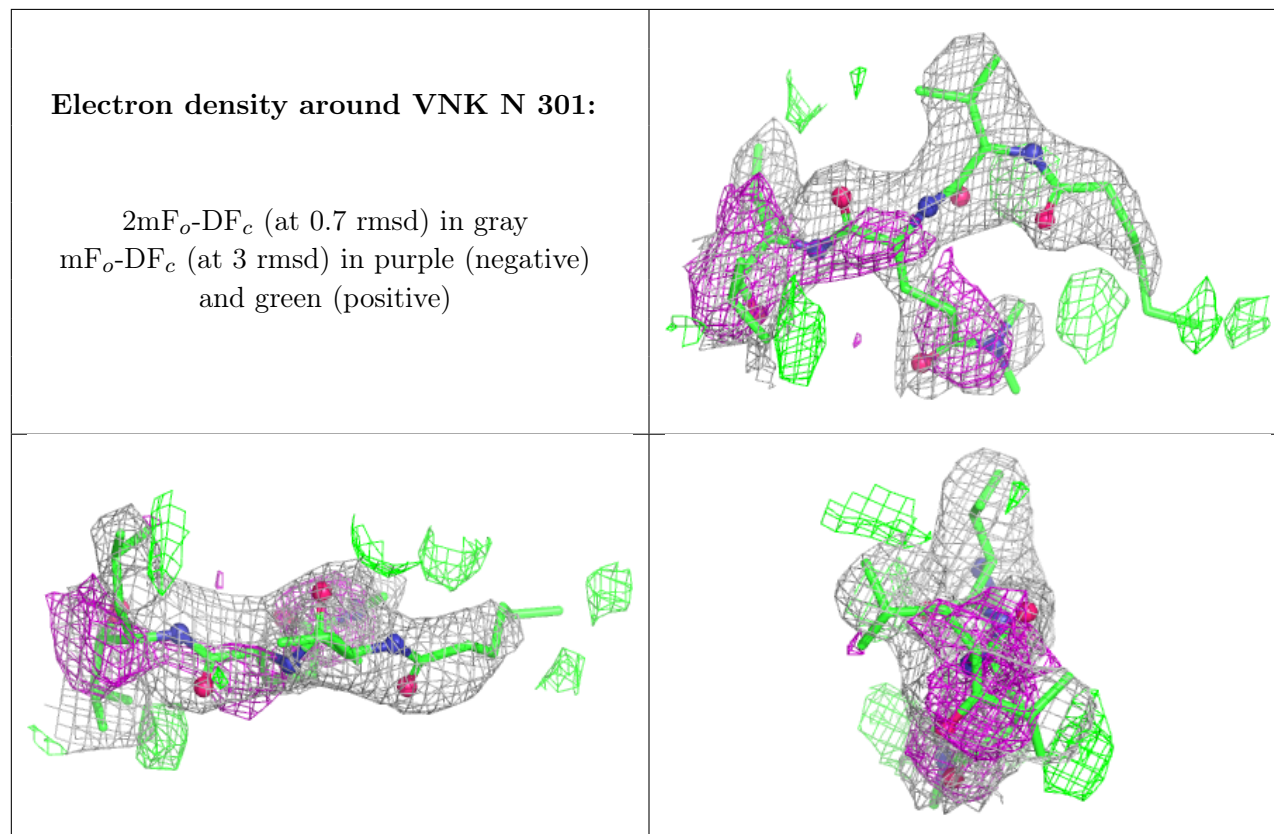 Electron density around VNK N 301:
2mFo-DFc (at 0.7 rmsd) in gray
mFo-DFc (at 3 rmsd) in purple (negative)
and green (positive)